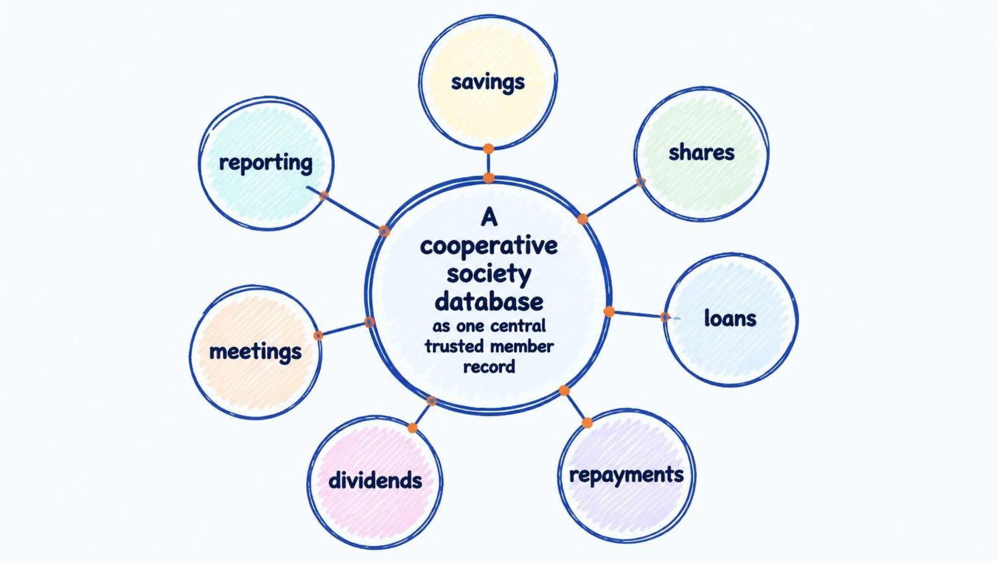 savings
shares
reporting
A
cooperative
society
database
as one central
trusted member
record
loans
meetings
dividends
repayments